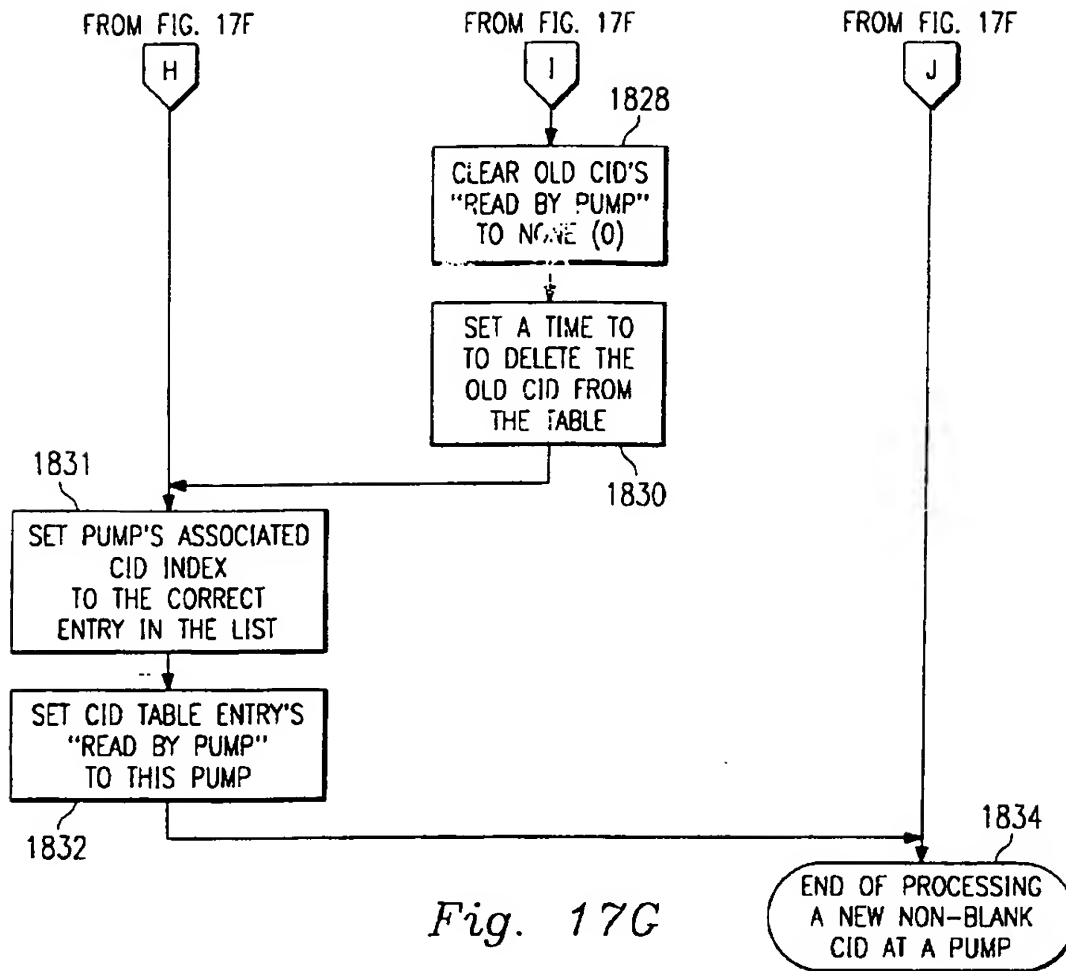 FROM FIG. 17F
FROM FIG. 17F
FROM FIG. 17F
H
I
J
1828
CLEAR OLD CID'S
"READ BY PUMP"
TO NONE (0)
SET A TIME TO
TO DELETE THE
OLD CID FROM
THE TABLE
1830
1831
SET PUMP'S ASSOCIATED
CID INDEX
TO THE CORRECT
ENTRY IN THE LIST
SET CID TABLE ENTRY'S
"READ BY PUMP"
TO THIS PUMP
1832
1834
END OF PROCESSING
A NEW NON-BLANK
CID AT A PUMP
Fig. 17G